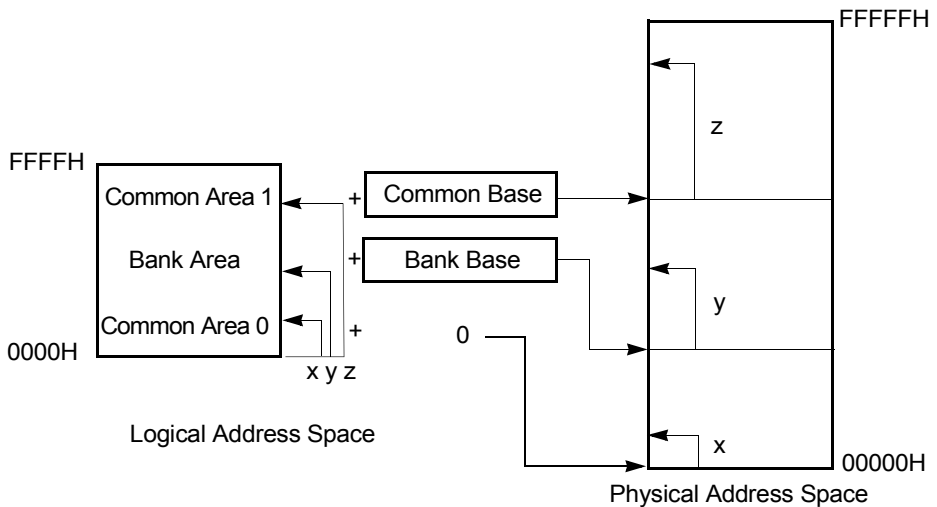 FFFFFH
z
FFFFH
Common Area 1
+
Common Base
Bank Area
+
Bank Base
y
Common Area 0
+
0
0000H
x y z
x
00000H
Logical Address Space
Physical Address Space